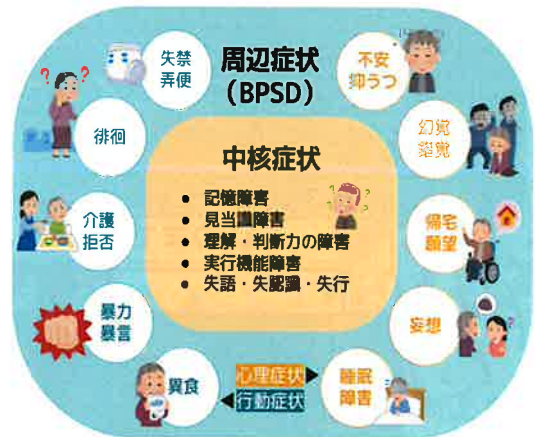 周辺症状
(BPSD)
失禁
弄便
不安
抑うつ
徘徊
幻覚
錯覚
中核症状
• 記憶障害
• 見当識障害
• 理解・判断力の障害
• 実行機能障害
• 失語・失認識・失行
介護
拒否
帰宅
願望
暴力
暴言
妄想
異食
心理症状
行動症状
睡眠
障害